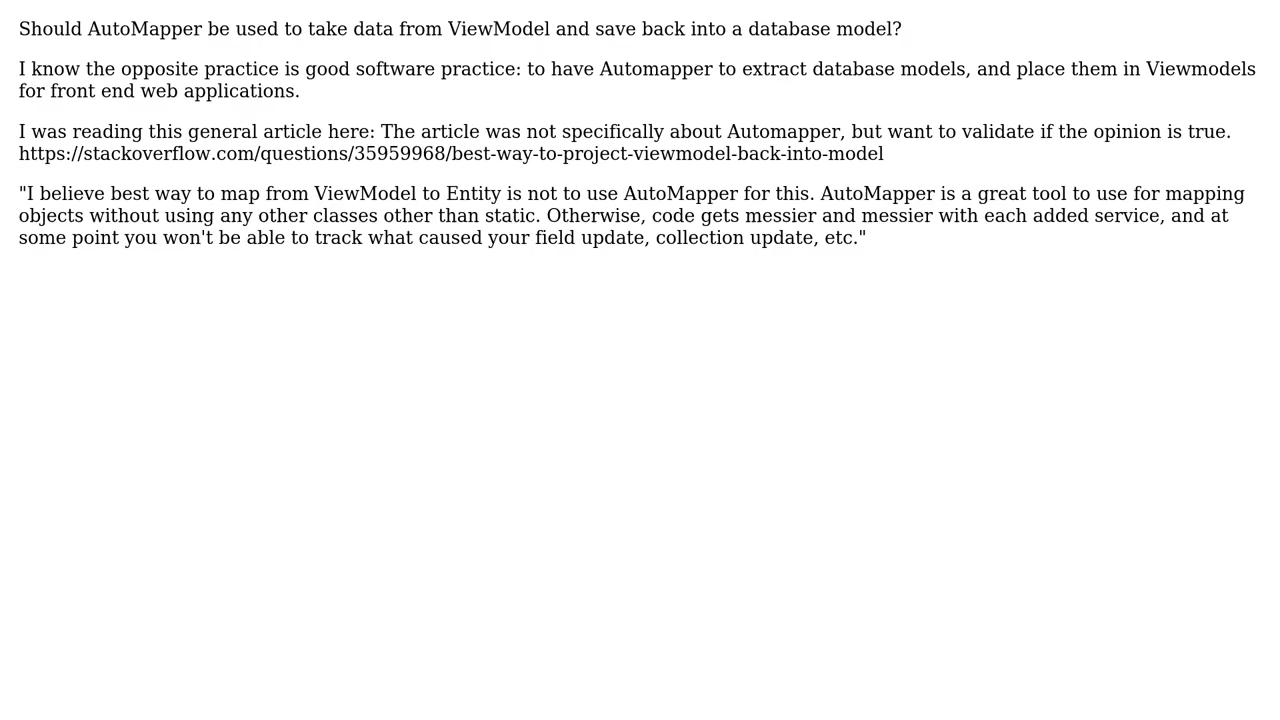 Should AutoMapper be used to take data from ViewModel and save back into a database model?
I know the opposite practice is good software practice: to have Automapper to extract database models, and place them in Viewmodels
for front end web applications.
I was reading this general article here: The article was not specifically about Automapper, but want to validate if the opinion is true.
https://stackoverflow.com/questions/35959968/best-way-to-project-viewmodel-back-into-model
"I believe best way to map from ViewModel to Entity is not to use AutoMapper for this. AutoMapper is a great tool to use for mapping
objects without using any other classes other than static. Otherwise, code gets messier and messier with each added service, and at
some point you won't be able to track what caused your field update, collection update, etc."